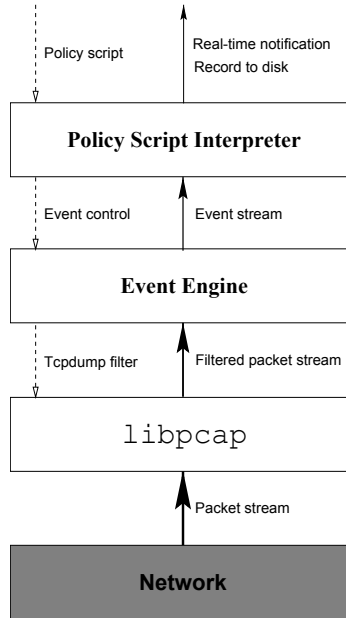 Policy script
Real-time notification
Record to disk
Policy Script Interpreter
Event control
Event stream
Event Engine
Tcpdump filter
Filtered packet stream
libpcap
Packet stream
Network